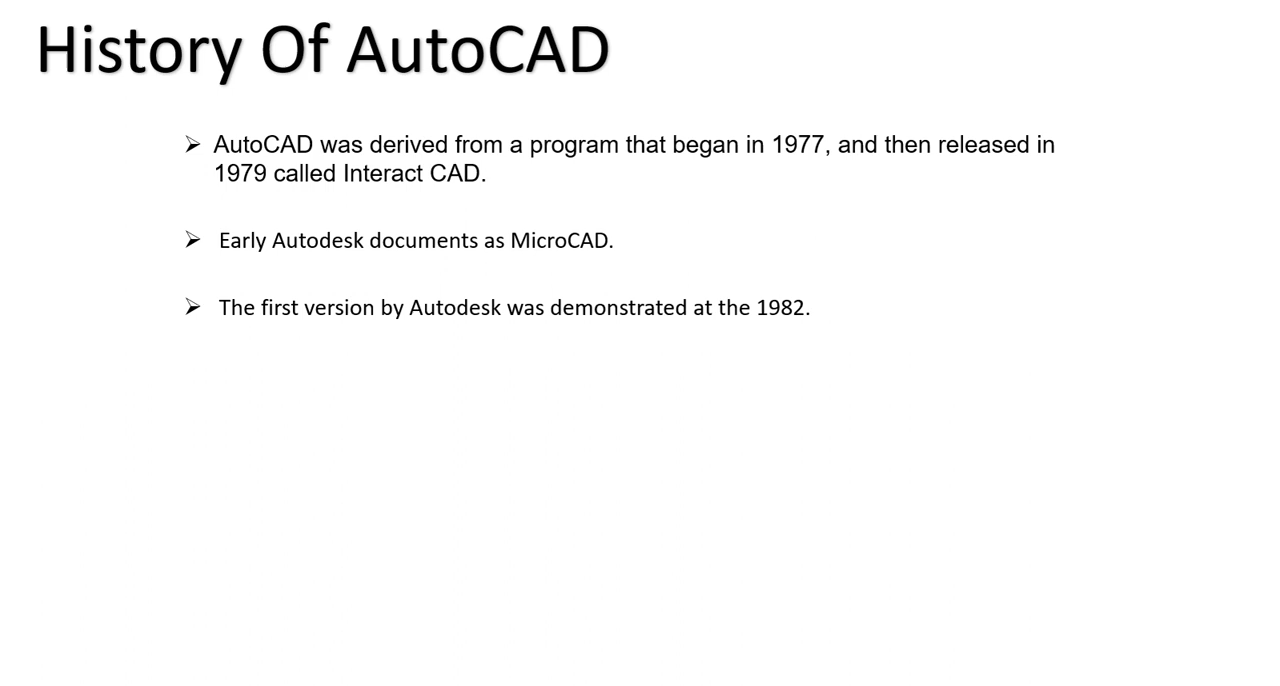 History Of AutoCAD
➢ AutoCAD was derived from a program that began in 1977, and then released in
1979 called Interact CAD.
➢ Early Autodesk documents as MicroCAD.
➢ The first version by Autodesk was demonstrated at the 1982.